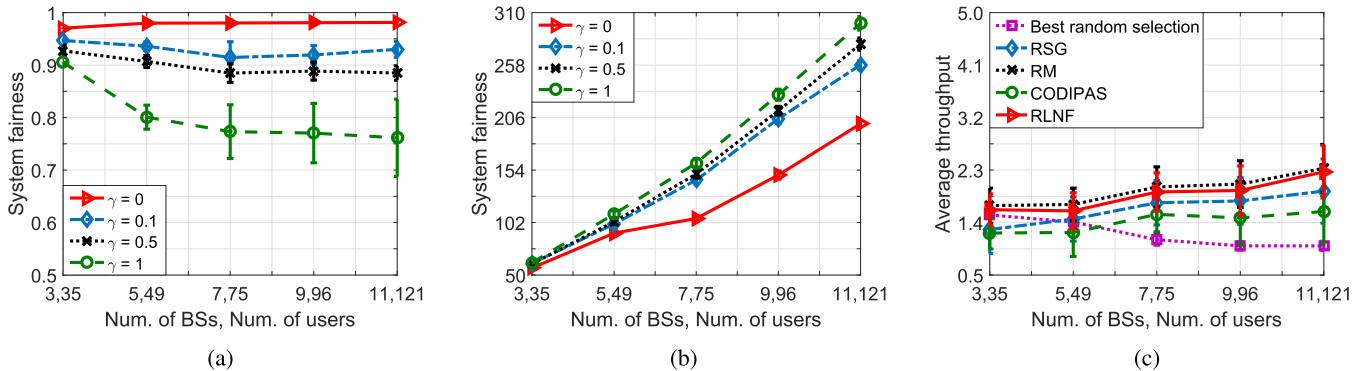 System fairness
1
0.9
0.8
0.7
0.6
0.5
γ = 0
γ = 0.1
γ = 0.5
γ = 1
3,35 5,49 7,75 9,96 11,121
Num. of BSs, Num. of users
(a)
System fairness
310
258
206
154
102
50
γ = 0
γ = 0.1
γ = 0.5
γ = 1
3,35 5,49 7,75 9,96 11,121
Num. of BSs, Num. of users
(b)
Average throughput
5.0
4.1
3.2
2.3
1.4
0.5
Best random selection
RSG
RM
CODIPAS
RLNF
3,35 5,49 7,75 9,96 11,121
Num. of BSs, Num. of users
(c)